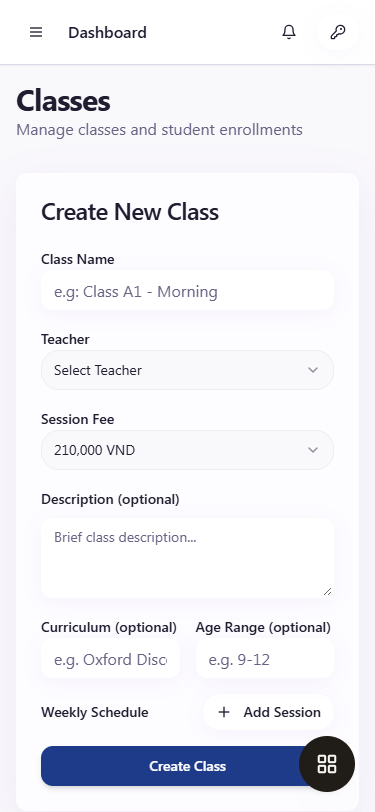 Dashboard
Classes
Manage classes and student enrollments
Create New Class
Class Name
e.g: Class A1 - Morning
Teacher
Select Teacher
Session Fee
210,000 VND
Description (optional)
Brief class description...
Curriculum (optional) Age Range (optional)
e.g. Oxford Disc e.g. 9-12
Weekly Schedule + Add Session
Create Class